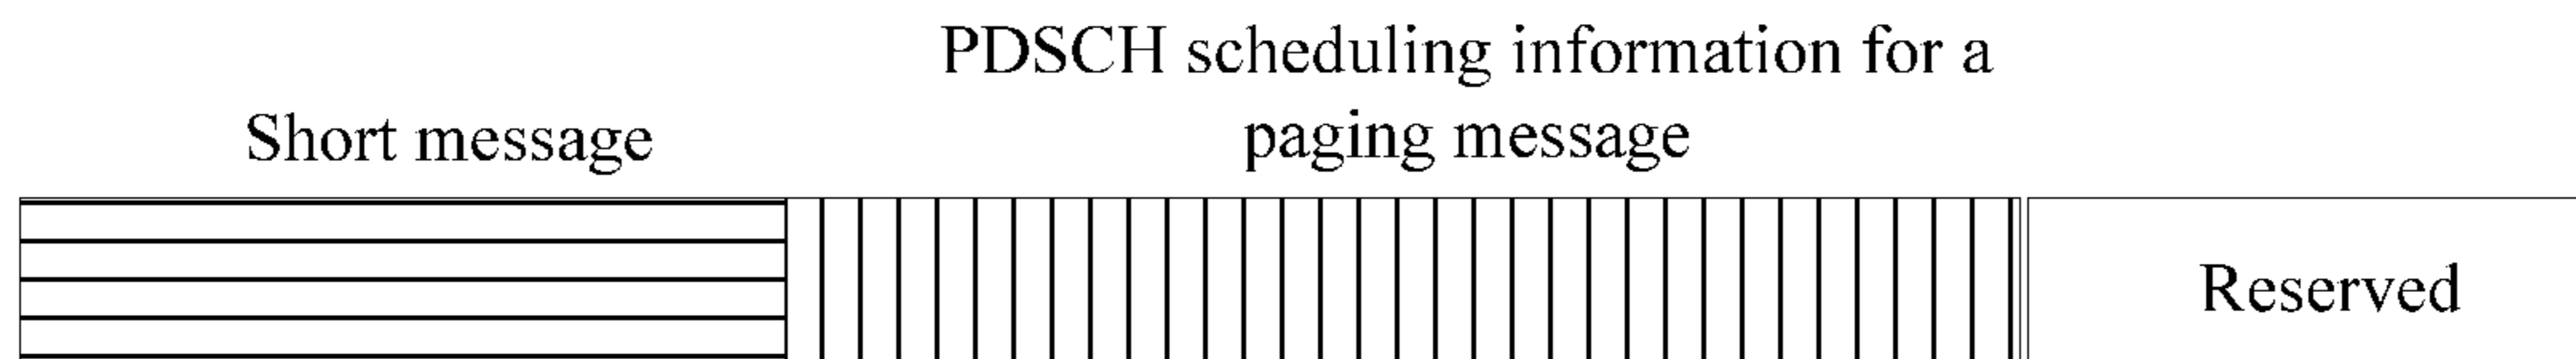 PDSCH scheduling information for a
paging message
Short message
Reserved